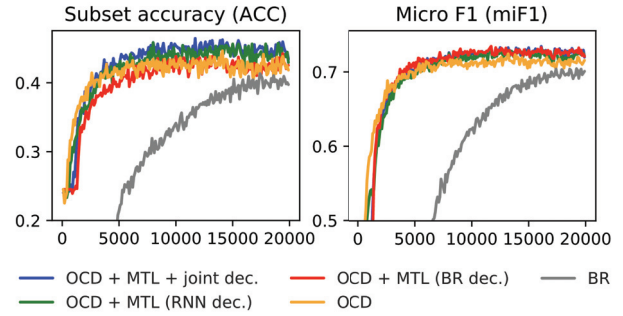 Subset accuracy (ACC)
Micro F1 (miF1)
0.4
0.3
0.2
0 5000 10000 15000 20000
0.7
0.6
0.5
0 5000 10000 15000 20000
OCD + MTL + joint dec.
OCD + MTL (BR dec.)
BR
OCD + MTL (RNN dec.)
OCD